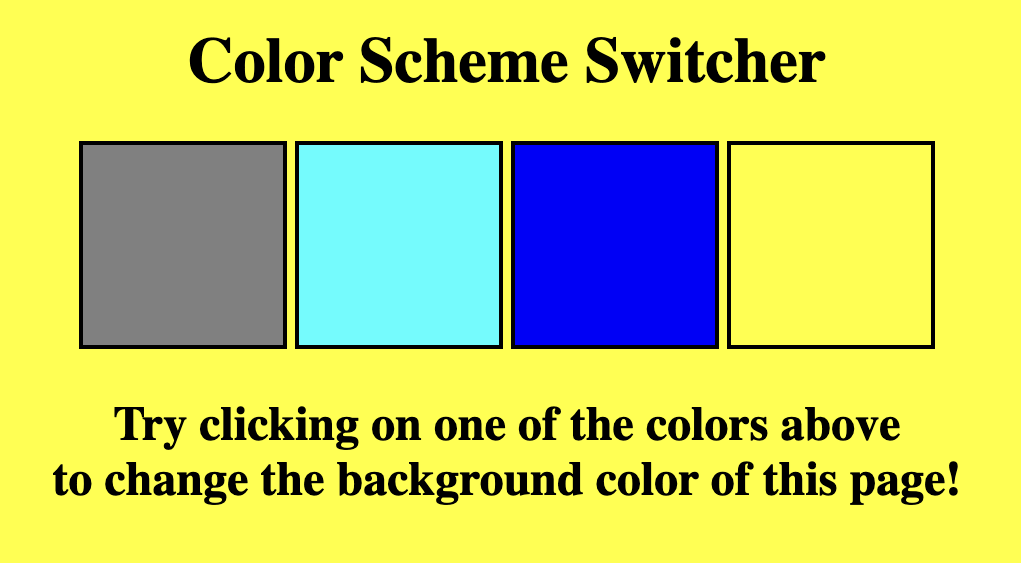 Color Scheme Switcher
Try clicking on one of the colors above
to change the background color of this page!